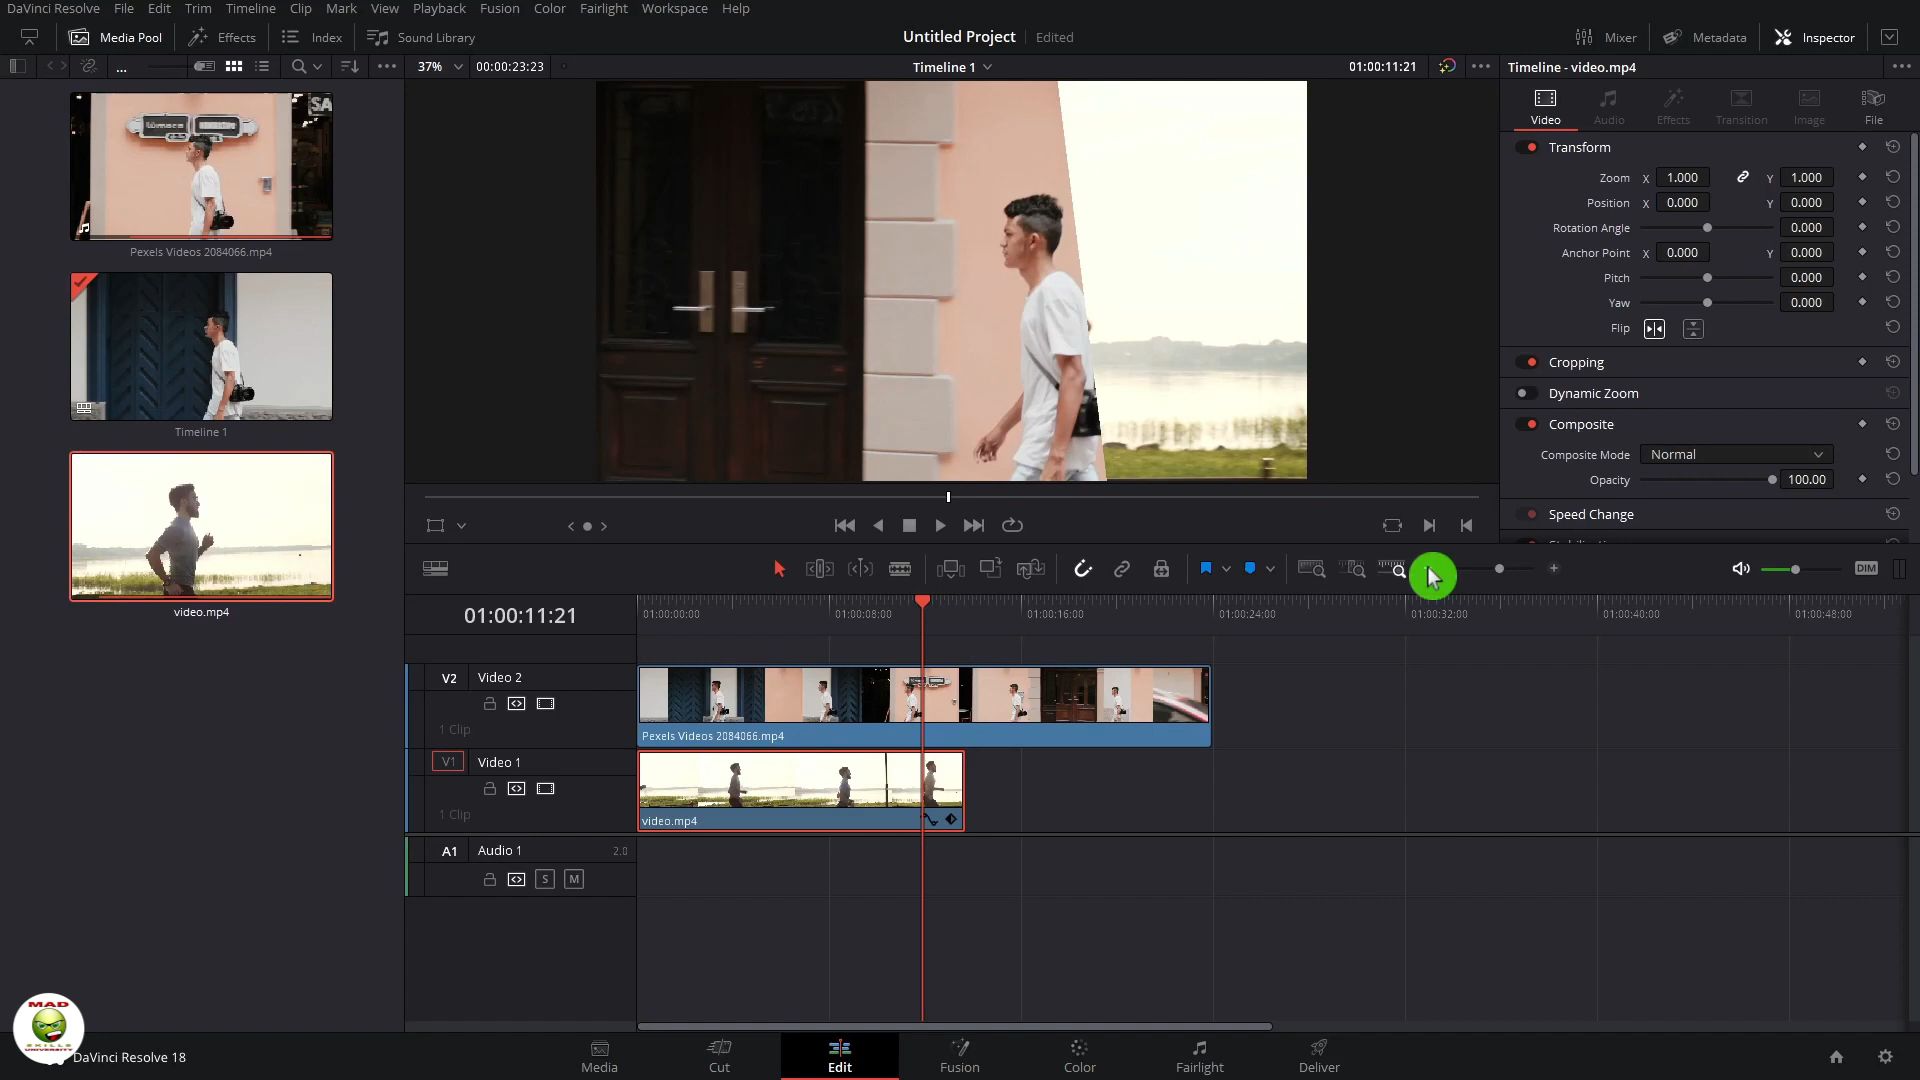 DaVinci Resolve File Edit Trim Timeline Clip Mark View Playback Fusion Color Fairlight Workspace Help
Media Pool Effects Index Sound Library Untitled Project Edited Mixer Metadata Inspector
... 37% 00:00:23:23 Timeline 1 01:00:11:21 Timeline - video.mp4
Video Audio Effects Transition Image File
Transform
Zoom X 1.000 Y 1.000
Position X 0.000 Y 0.000
Rotation Angle 0.000
Anchor Point X 0.000 Y 0.000
Pitch 0.000
Yaw 0.000
Flip
Cropping
Dynamic Zoom
Composite
Composite Mode Normal
Opacity 100.00
Speed Change
SA
Pexels Videos 2084066.mp4
Timeline 1
video.mp4
DIM
01:00:11:21
01:00:00:00 01:00:08:00 01:00:16:00 01:00:24:00 01:00:32:00 01:00:40:00 01:00:48:00
V2 Video 2
1 Clip
Pexels Videos 2084066.mp4
V1 Video 1
1 Clip
video.mp4
A1 Audio 1 2.0
S M
MAD
SKILLS
UNIVERSITY
DaVinci Resolve 18
Media Cut Edit Fusion Color Fairlight Deliver